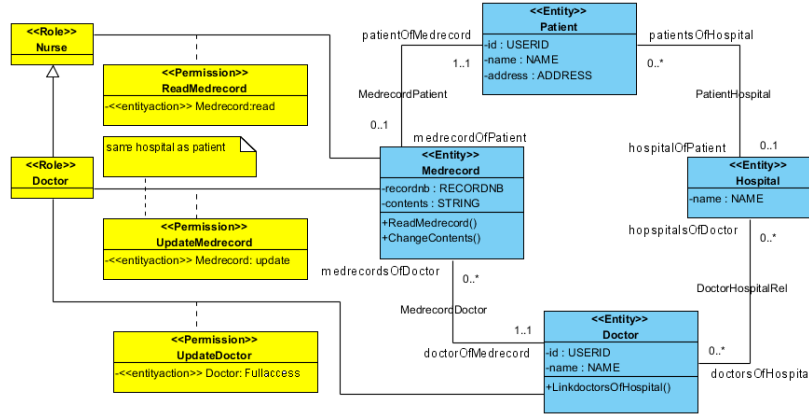 <<Role>>
Nurse
<<Permission>>
ReadMedrecord
-<<entityaction>> Medrecord:read
same hospital as patient
<<Role>>
Doctor
<<Permission>>
UpdateMedrecord
-<<entityaction>> Medrecord: update
<<Permission>>
UpdateDoctor
-<<entityaction>> Doctor: Fullaccess
<<Entity>>
Patient
-id : USERID
-name : NAME
-address : ADDRESS
patientOfMedrecord
1..1
MedrecordPatient
0..1
medrecordOfPatient
patientsOfHospital
0..*
PatientHospital
0..1
hospitalOfPatient
<<Entity>>
Medrecord
-recordnb : RECORDNB
-contents : STRING
+ReadMedrecord()
+ChangeContents()
<<Entity>>
Hospital
-name : NAME
hopspitalsOfDoctor
0..*
DoctorHospitalRel
0..*
doctorsOfHospita
medrecordsOfDoctor
0..*
MedrecordDoctor
1..1
doctorOfMedrecord
<<Entity>>
Doctor
-id : USERID
-name : NAME
+LinkdoctorsOfHospital()